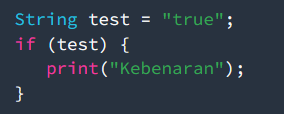 String test = "true";
if (test) {
   print("Kebenaran");
}